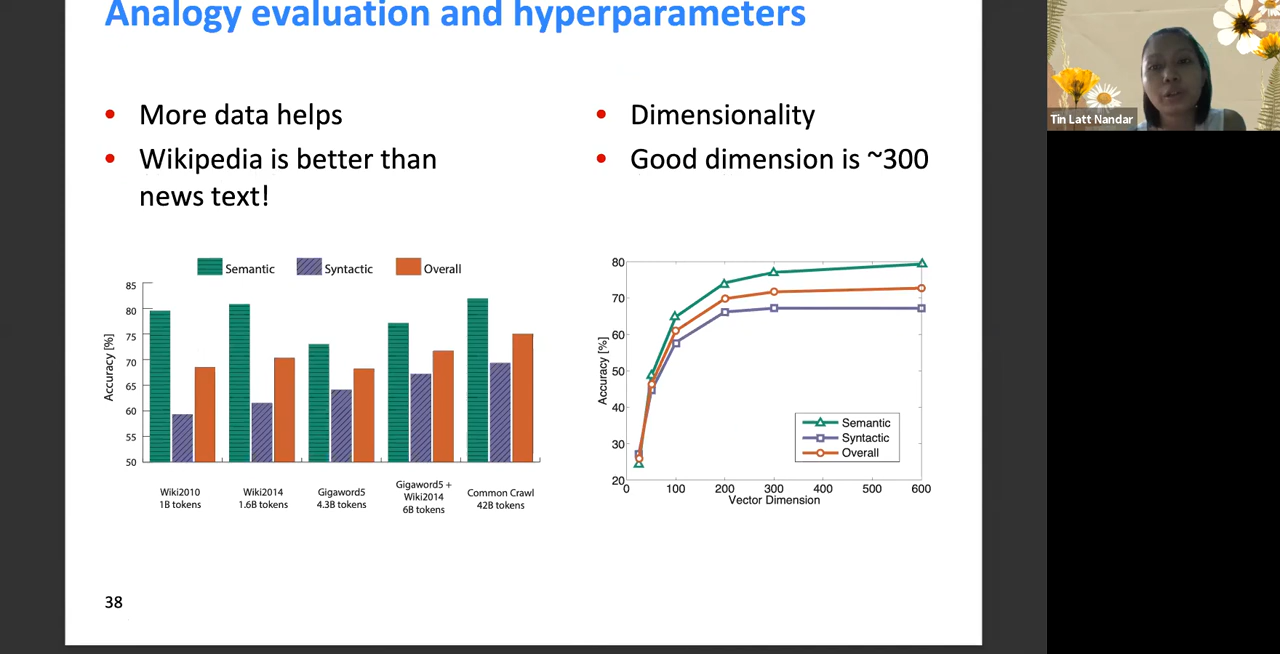 Analogy evaluation and hyperparameters
• More data helps
• Wikipedia is better than
news text!
• Dimensionality
• Good dimension is ~300
Semantic Syntactic Overall
85
80
75
70
65
60
55
50
Accuracy [%]
Wiki2010
1B tokens
Wiki2014
1.6B tokens
Gigaword5
4.3B tokens
Gigaword5 +
Wiki2014
6B tokens
Common Crawl
42B tokens
80
70
60
50
40
30
20
Accuracy [%]
Semantic
Syntactic
Overall
0 100 200 300 400 500 600
Vector Dimension
38
Tin Latt Nandar